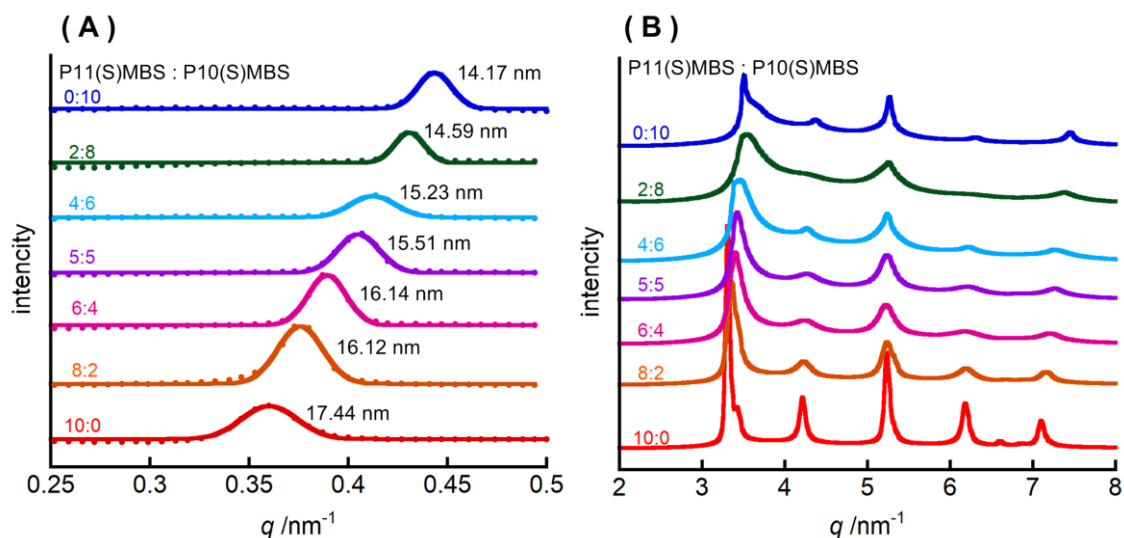 ( A )
P11(S)MBS : P10(S)MBS
0:10
14.17 nm
2:8
14.59 nm
4:6
15.23 nm
5:5
15.51 nm
6:4
16.14 nm
8:2
16.12 nm
10:0
17.44 nm
intencity
0.25 0.3 0.35 0.4 0.45 0.5
q /nm⁻¹
( B )
P11(S)MBS : P10(S)MBS
0:10
2:8
4:6
5:5
6:4
8:2
10:0
intencity
2 3 4 5 6 7 8
q /nm⁻¹